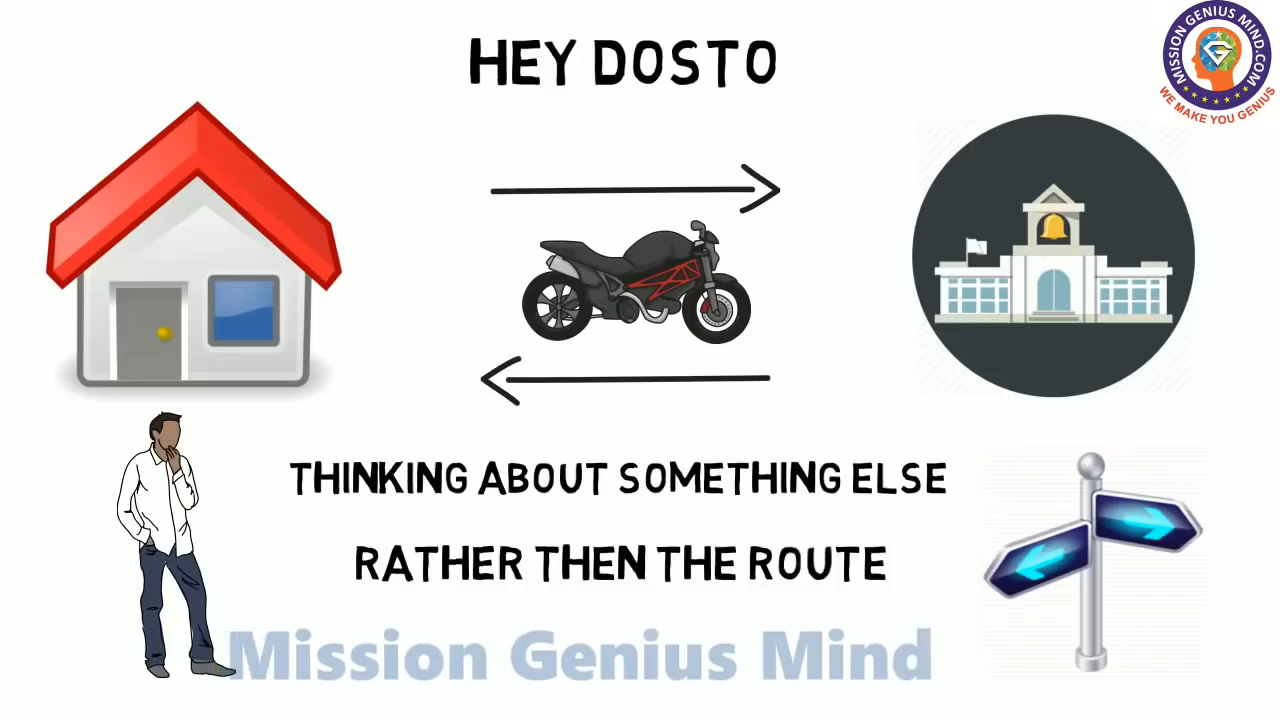 HEY DOSTO
MISSION GENIUS MIND.COM
WE MAKE YOU GENIUS
THINKING ABOUT SOMETHING ELSE
RATHER THEN THE ROUTE
Mission Genius Mind